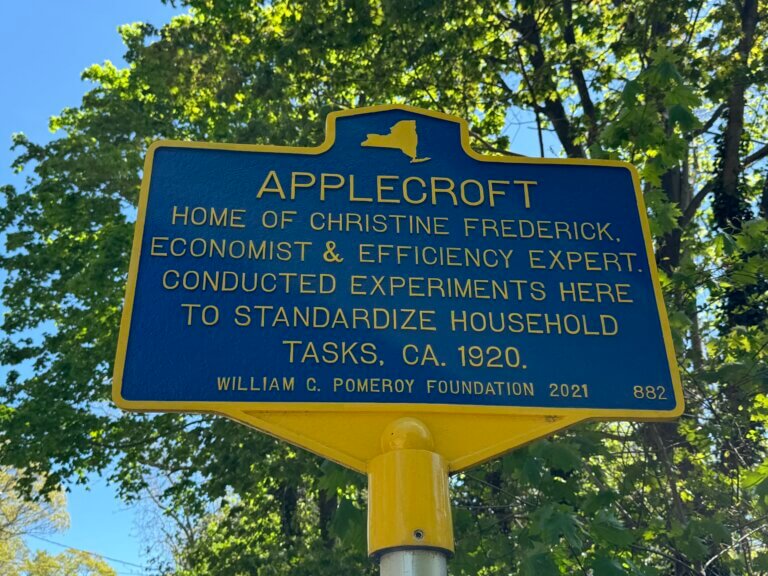 APPLECROFT
HOME OF CHRISTINE FREDERICK,
ECONOMIST & EFFICIENCY EXPERT.
CONDUCTED EXPERIMENTS HERE
TO STANDARDIZE HOUSEHOLD
TASKS, CA. 1920.
WILLIAM G. POMEROY FOUNDATION 2021 882